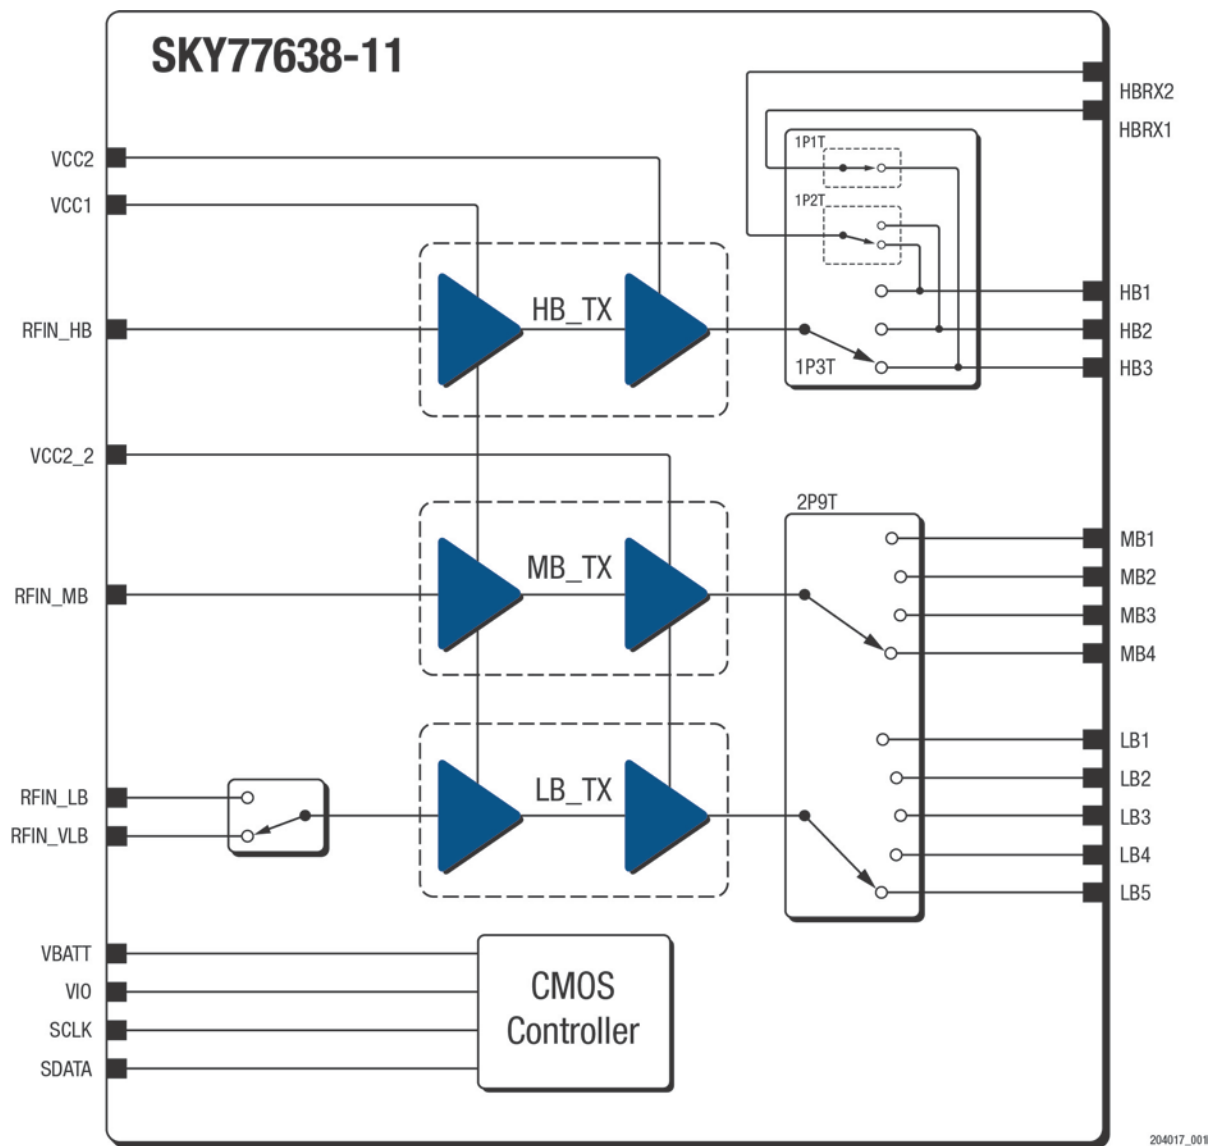 SKY77638-11
HBRX2
HBRX1
1P1T
VCC2
VCC1
1P2T
HB_TX
HB1
RFIN_HB
HB2
1P3T
HB3
VCC2_2
2P9T
MB1
MB_TX
MB2
RFIN_MB
MB3
MB4
LB1
LB_TX
LB2
RFIN_LB
LB3
RFIN_VLB
LB4
LB5
VBATT
VIO
SCLK
SDATA
CMOS
Controller